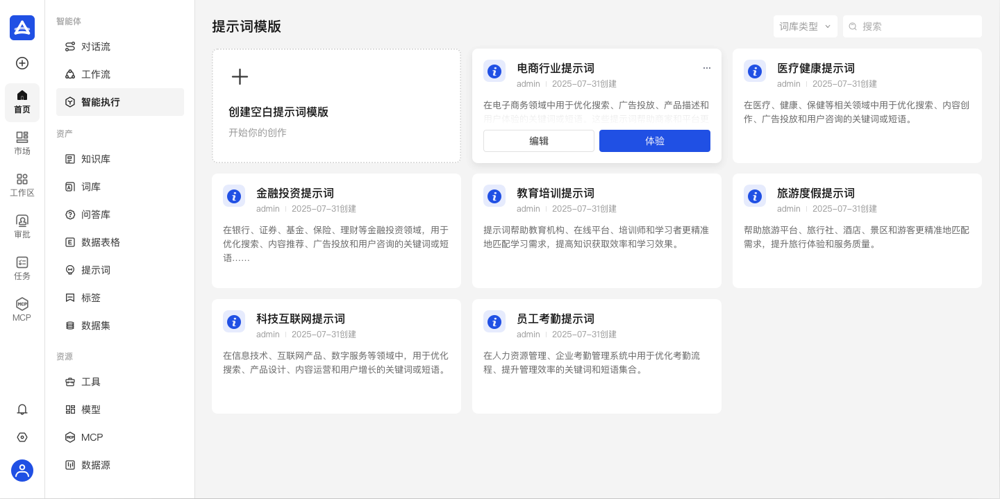 首页
市场
工作区
审批
任务
MCP
智能体
对话流
工作流
智能执行
资产
知识库
词库
问答库
数据表格
提示词
标签
数据集
资源
工具
模型
MCP
数据源
提示词模版
词库类型
搜索
创建空白提示词模版
开始你的创作
电商行业提示词
admin
2025-07-31创建
在电子商务领域中用于优化搜索、广告投放、产品描述和
用户体验的关键词或短语。这些提示词帮助商家和平台更
编辑
体验
医疗健康提示词
admin
2025-07-31创建
在医疗、健康、保健等相关领域中用于优化搜索、内容创
作、广告投放和用户咨询的关键词或短语。
金融投资提示词
admin
2025-07-31创建
在银行、证券、基金、保险、理财等金融投资领域，用于
优化搜索、内容推荐、广告投放和用户咨询的关键词或短
语……
教育培训提示词
admin
2025-07-31创建
提示词帮助教育机构、在线平台、培训师和学习者更精准
地匹配学习需求，提高知识获取效率和学习效果。
旅游度假提示词
admin
2025-07-31创建
帮助旅游平台、旅行社、酒店、景区和游客更精准地匹配
需求，提升旅行体验和服务质量。
科技互联网提示词
admin
2025-07-31创建
在信息技术、互联网产品、数字服务等领域中，用于优化
搜索、产品设计、内容运营和用户增长的关键词或短语。
员工考勤提示词
admin
2025-07-31创建
在人力资源管理、企业考勤管理系统中用于优化考勤流
程、提升管理效率的关键词和短语集合。